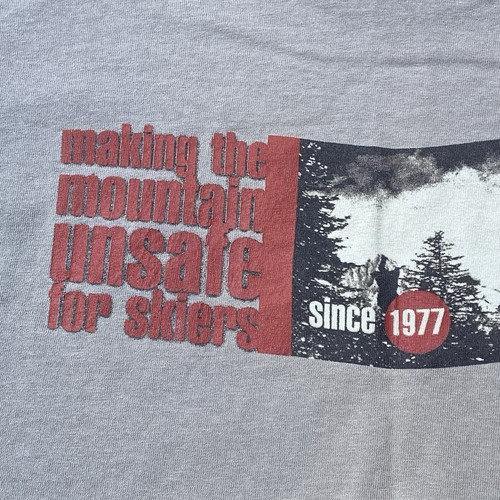 making the
mountain
unsafe
for skiers
since 1977